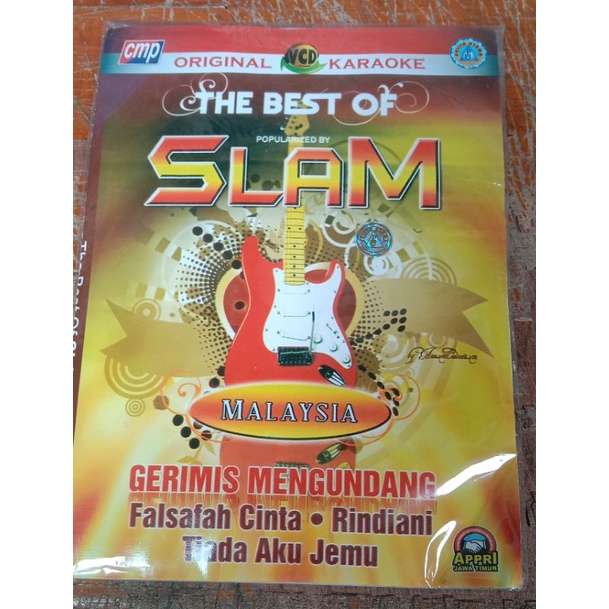 cmp
ORIGINAL VCD KARAOKE
THE BEST OF
POPULARIZED BY
SLAM
MALAYSIA
GERIMIS MENGUNDANG
Falsafah Cinta • Rindiani
Tiada Aku Jemu
APPRI
JAWA TIMUR